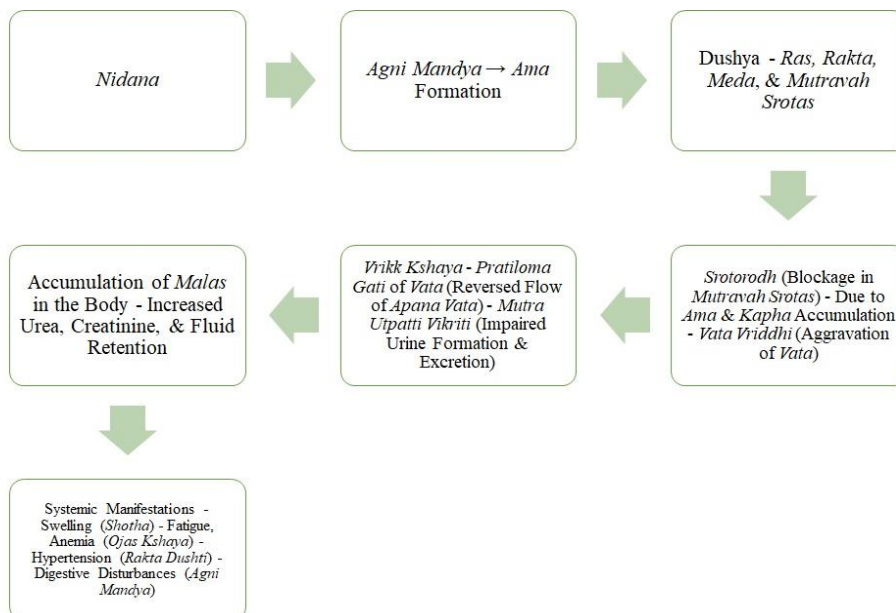 Nidana
Agni Mandya → Ama
Formation
Dushya - Ras, Rakta,
Meda, & Mutravah
Srotas
Srotorodh (Blockage in
Mutravah Srotas) - Due to
Ama & Kapha Accumulation
- Vata Vriddhi (Aggravation
of Vata)
Vrikk Kshaya - Pratiloma
Gati of Vata (Reversed Flow
of Apana Vata) - Mutra
Utpatti Vikriti (Impaired
Urine Formation &
Excretion)
Accumulation of Malas
in the Body - Increased
Urea, Creatinine, & Fluid
Retention
Systemic Manifestations -
Swelling (Shotha) - Fatigue,
Anemia (Ojas Kshaya) -
Hypertension (Rakta Dushti) -
Digestive Disturbances (Agni
Mandya)